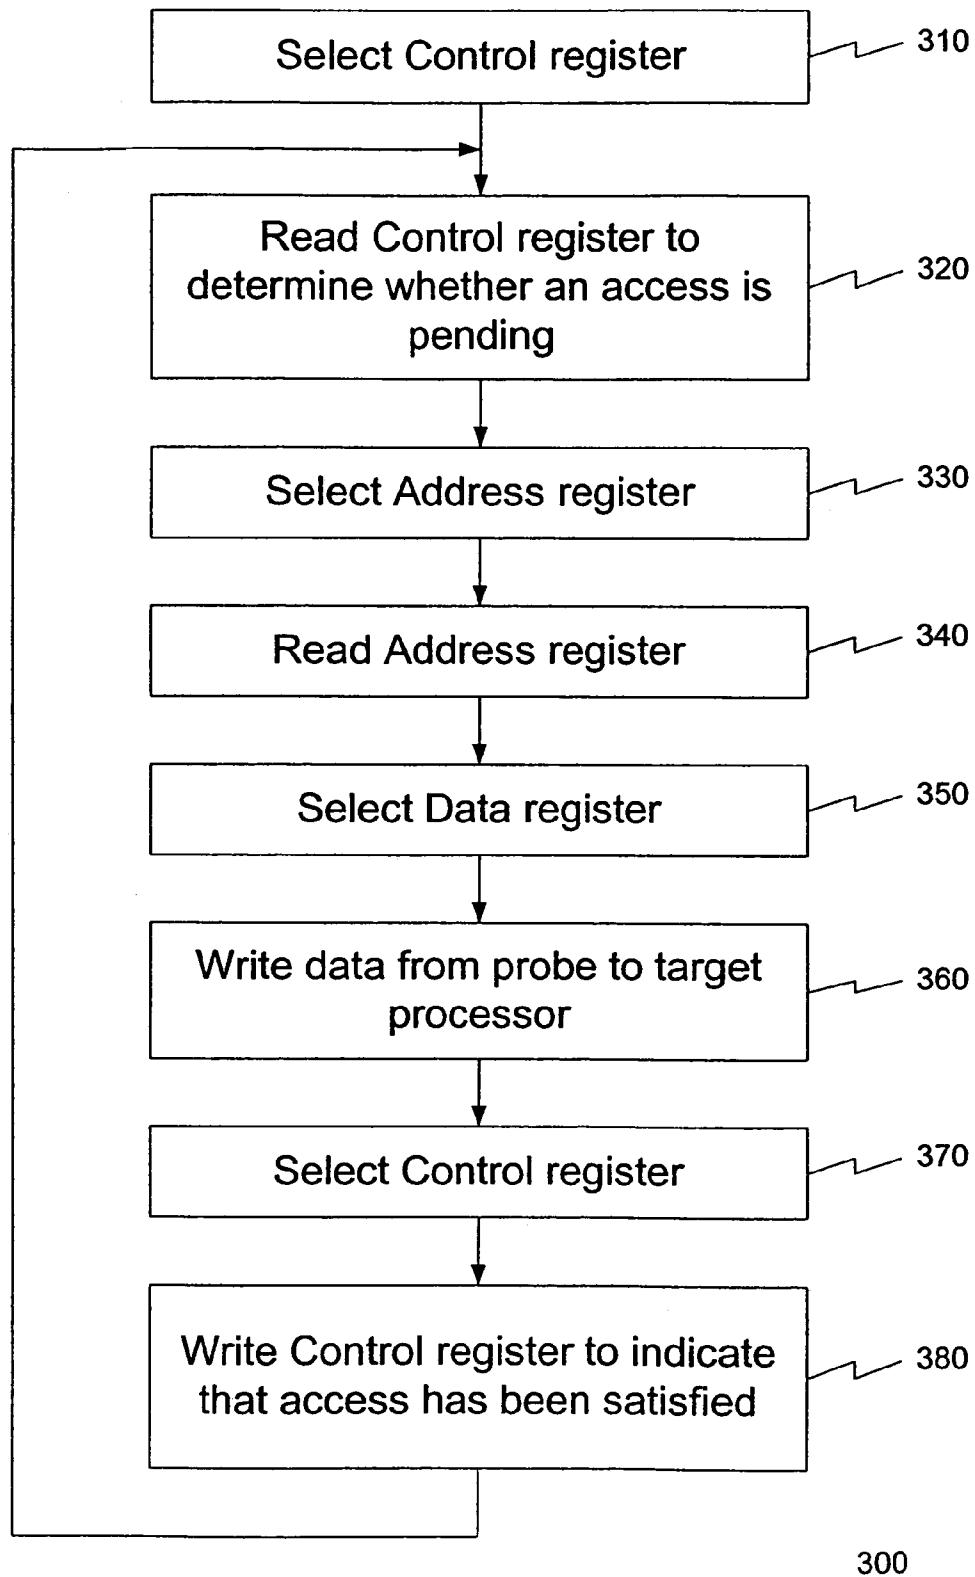 Select Control register
310
Read Control register to
determine whether an access is
pending
320
Select Address register
330
Read Address register
340
Select Data register
350
Write data from probe to target
processor
360
Select Control register
370
Write Control register to indicate
that access has been satisfied
380
300